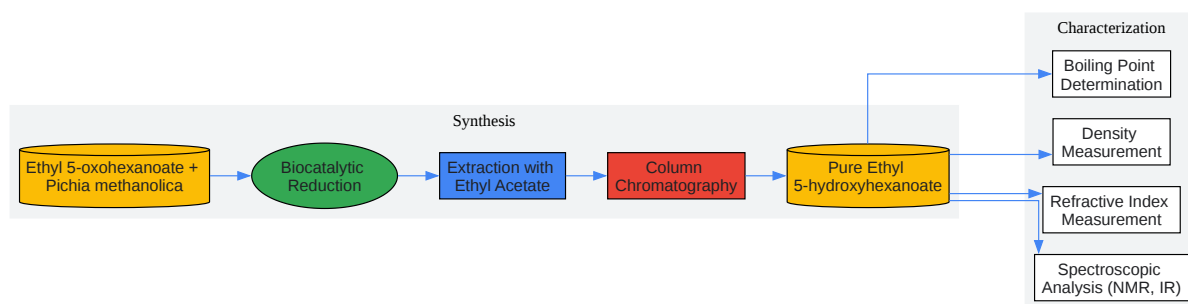 Characterization
Boiling Point
Determination
Synthesis
Ethyl 5-oxohexanoate +
Pichia methanolica
Biocatalytic
Reduction
Extraction with
Ethyl Acetate
Column
Chromatography
Pure Ethyl
5-hydroxyhexanoate
Density
Measurement
Refractive Index
Measurement
Spectroscopic
Analysis (NMR, IR)